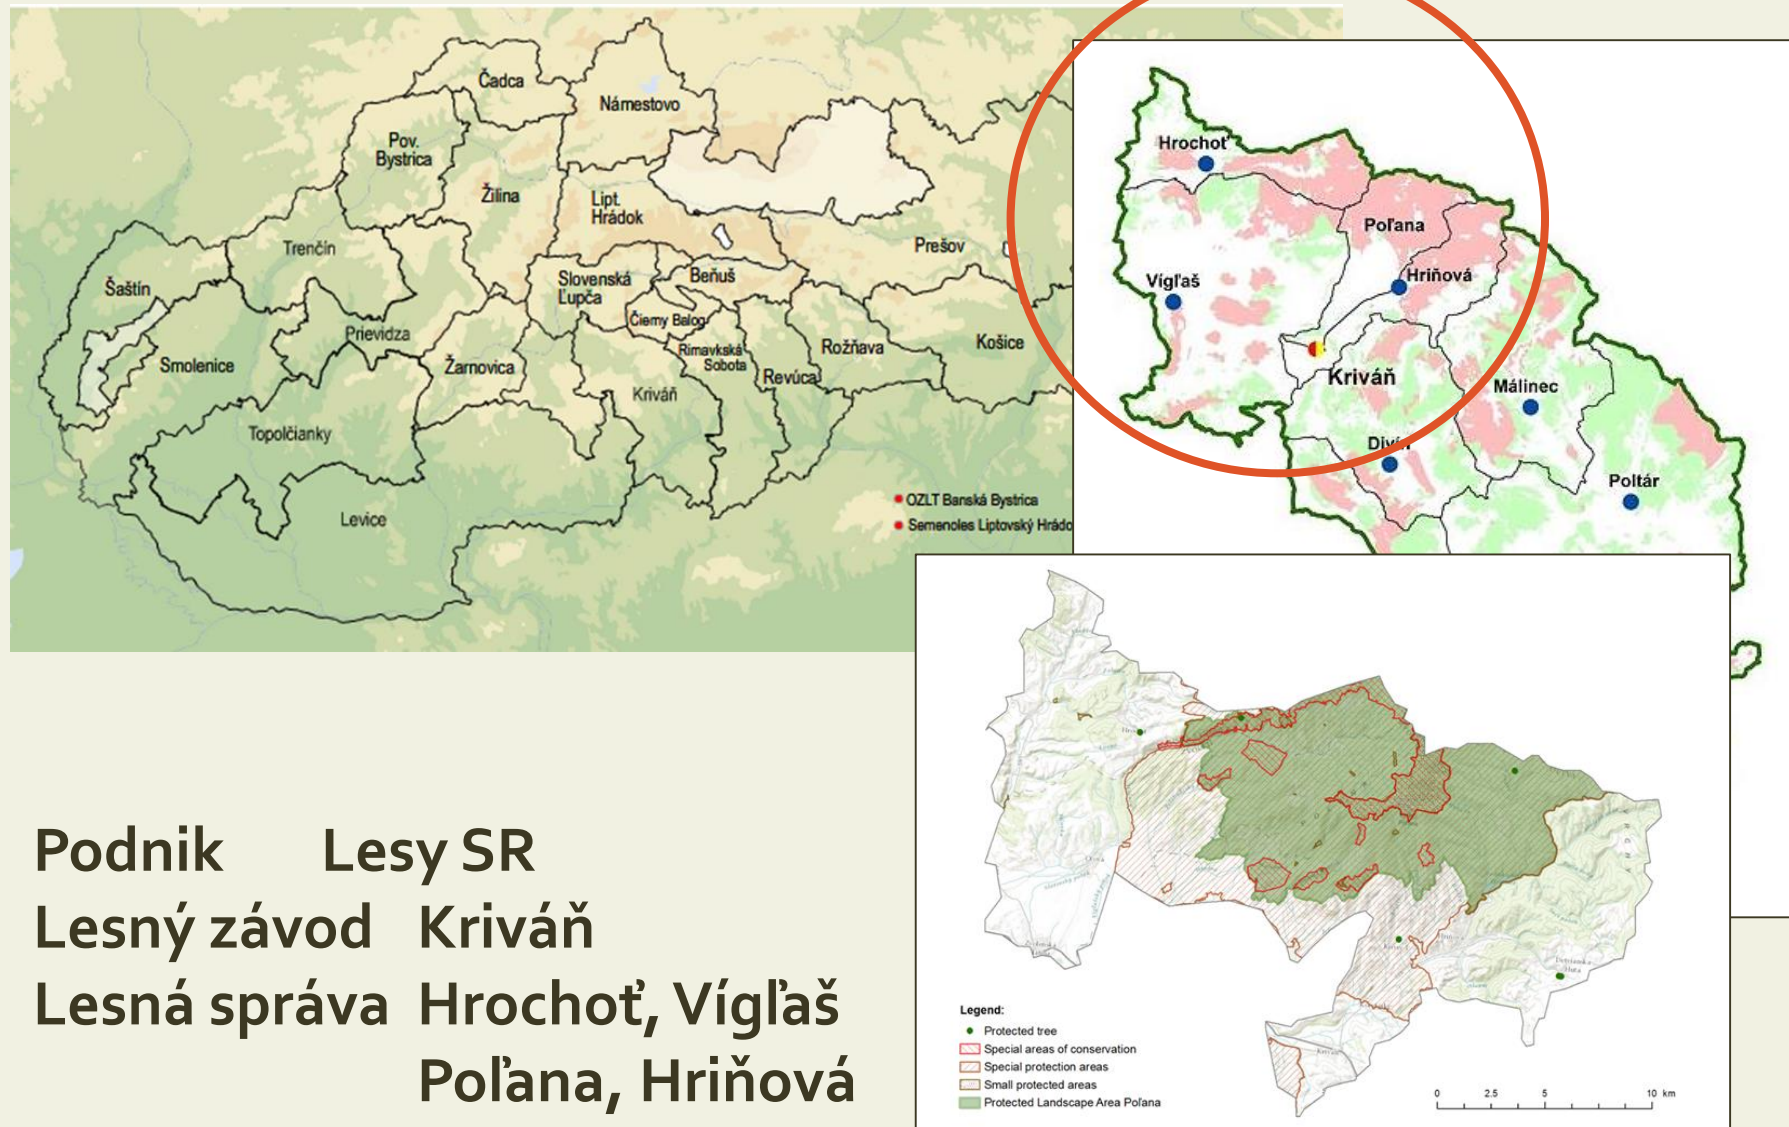 Čadca
Námestovo
Pov.
Bystrica
Žilina
Lipt.
Hrádok
Trenčín
Prešov
Šaštín
Slovenská
Ľupča
Beňuš
Čierny Balog
Prievidza
Smolenice
Žarnovica
Rimavská
Sobota
Rožňava
Košice
Revúca
Kriváň
Topolčianky
Levice
OZLT Banská Bystrica
Semenoles Liptovský Hrádo
Hrochoť
Poľana
Vígľaš
Hriňová
Kriváň
Málinec
Divín
Poltár
Podnik Lesy SR
Lesný závod Kriváň
Lesná správa Hrochoť, Vígľaš
Poľana, Hriňová
Legend:
Protected tree
Special areas of conservation
Special protection areas
Small protected areas
Protected Landscape Area Poľana
0 2.5 5 10 km